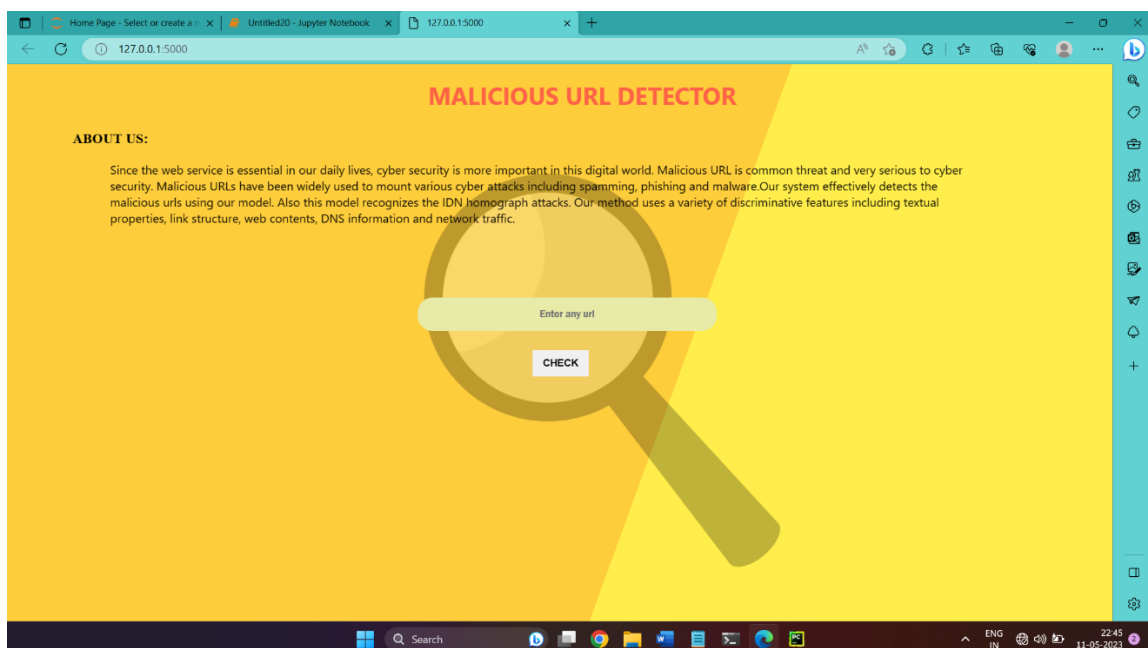 Home Page - Select or create a n
Untitled20 - Jupyter Notebook
127.0.0.1:5000
127.0.0.1:5000
MALICIOUS URL DETECTOR
ABOUT US:
Since the web service is essential in our daily lives, cyber security is more important in this digital world. Malicious URL is common threat and very serious to cyber
security. Malicious URLs have been widely used to mount various cyber attacks including spamming, phishing and malware.Our system effectively detects the
malicious urls using our model. Also this model recognizes the IDN homograph attacks. Our method uses a variety of discriminative features including textual
properties, link structure, web contents, DNS information and network traffic.
Enter any url
CHECK
Search
ENG
IN
22:45
11-05-2023
2